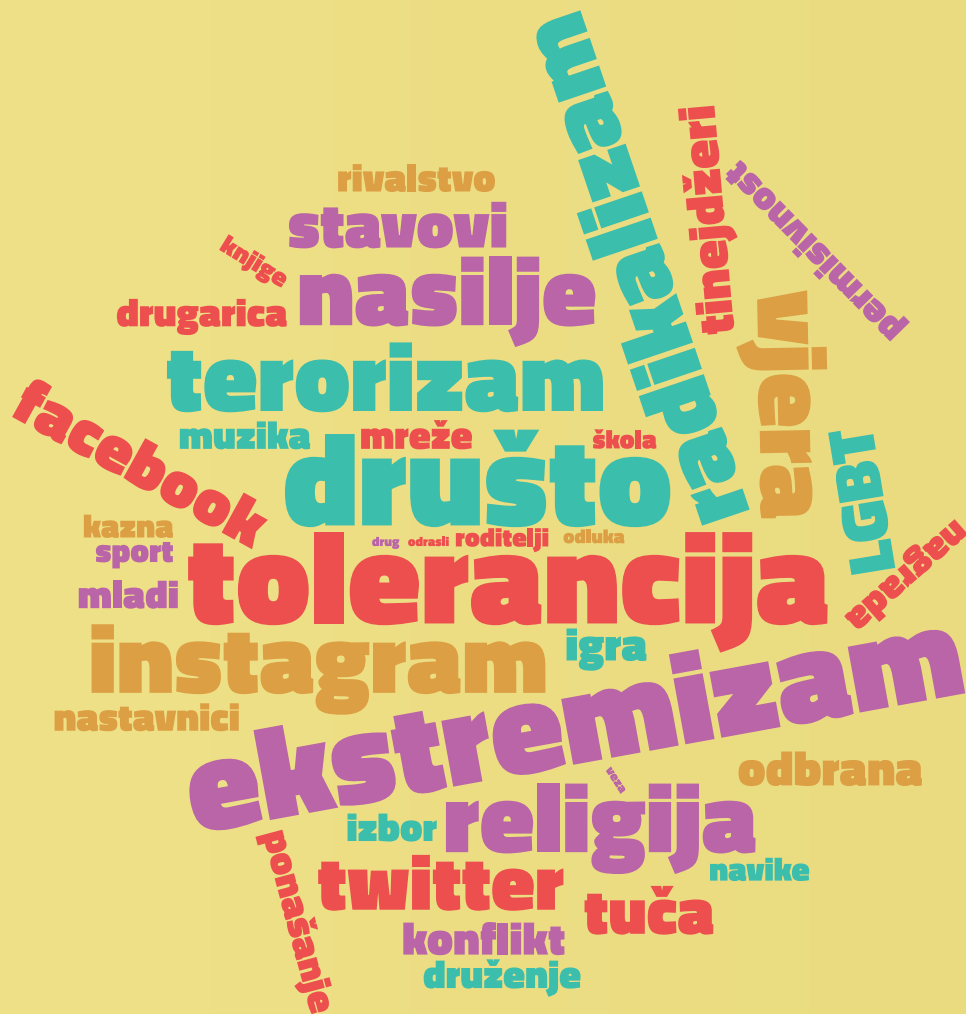 radikalizam
tinejdžeri
permisivnost
rivalstvo
stavovi
knjige
nasilje
drugarica
vjera
terorizam
facebook
muzika
mreže
škola
društo
LGBT
kazna
drug
odrasli
roditelji
odluka
sport
nagrada
tolerancija
mladi
instagram
igra
nastavnici
ekstremizam
odbrana
veza
religija
izbor
ponašanje
twitter
navike
tuča
konflikt
druženje